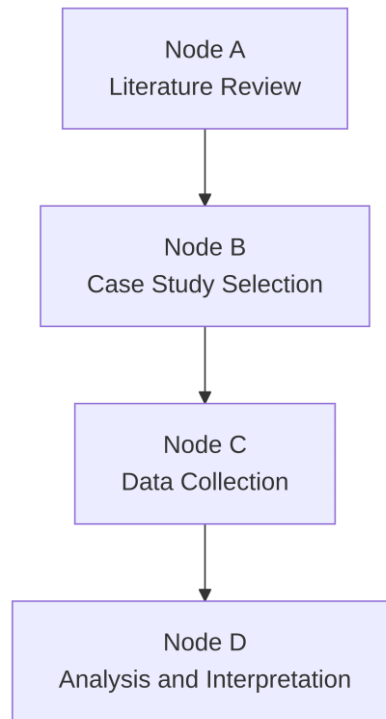 Node A
Literature Review
Node B
Case Study Selection
Node C
Data Collection
Node D
Analysis and Interpretation